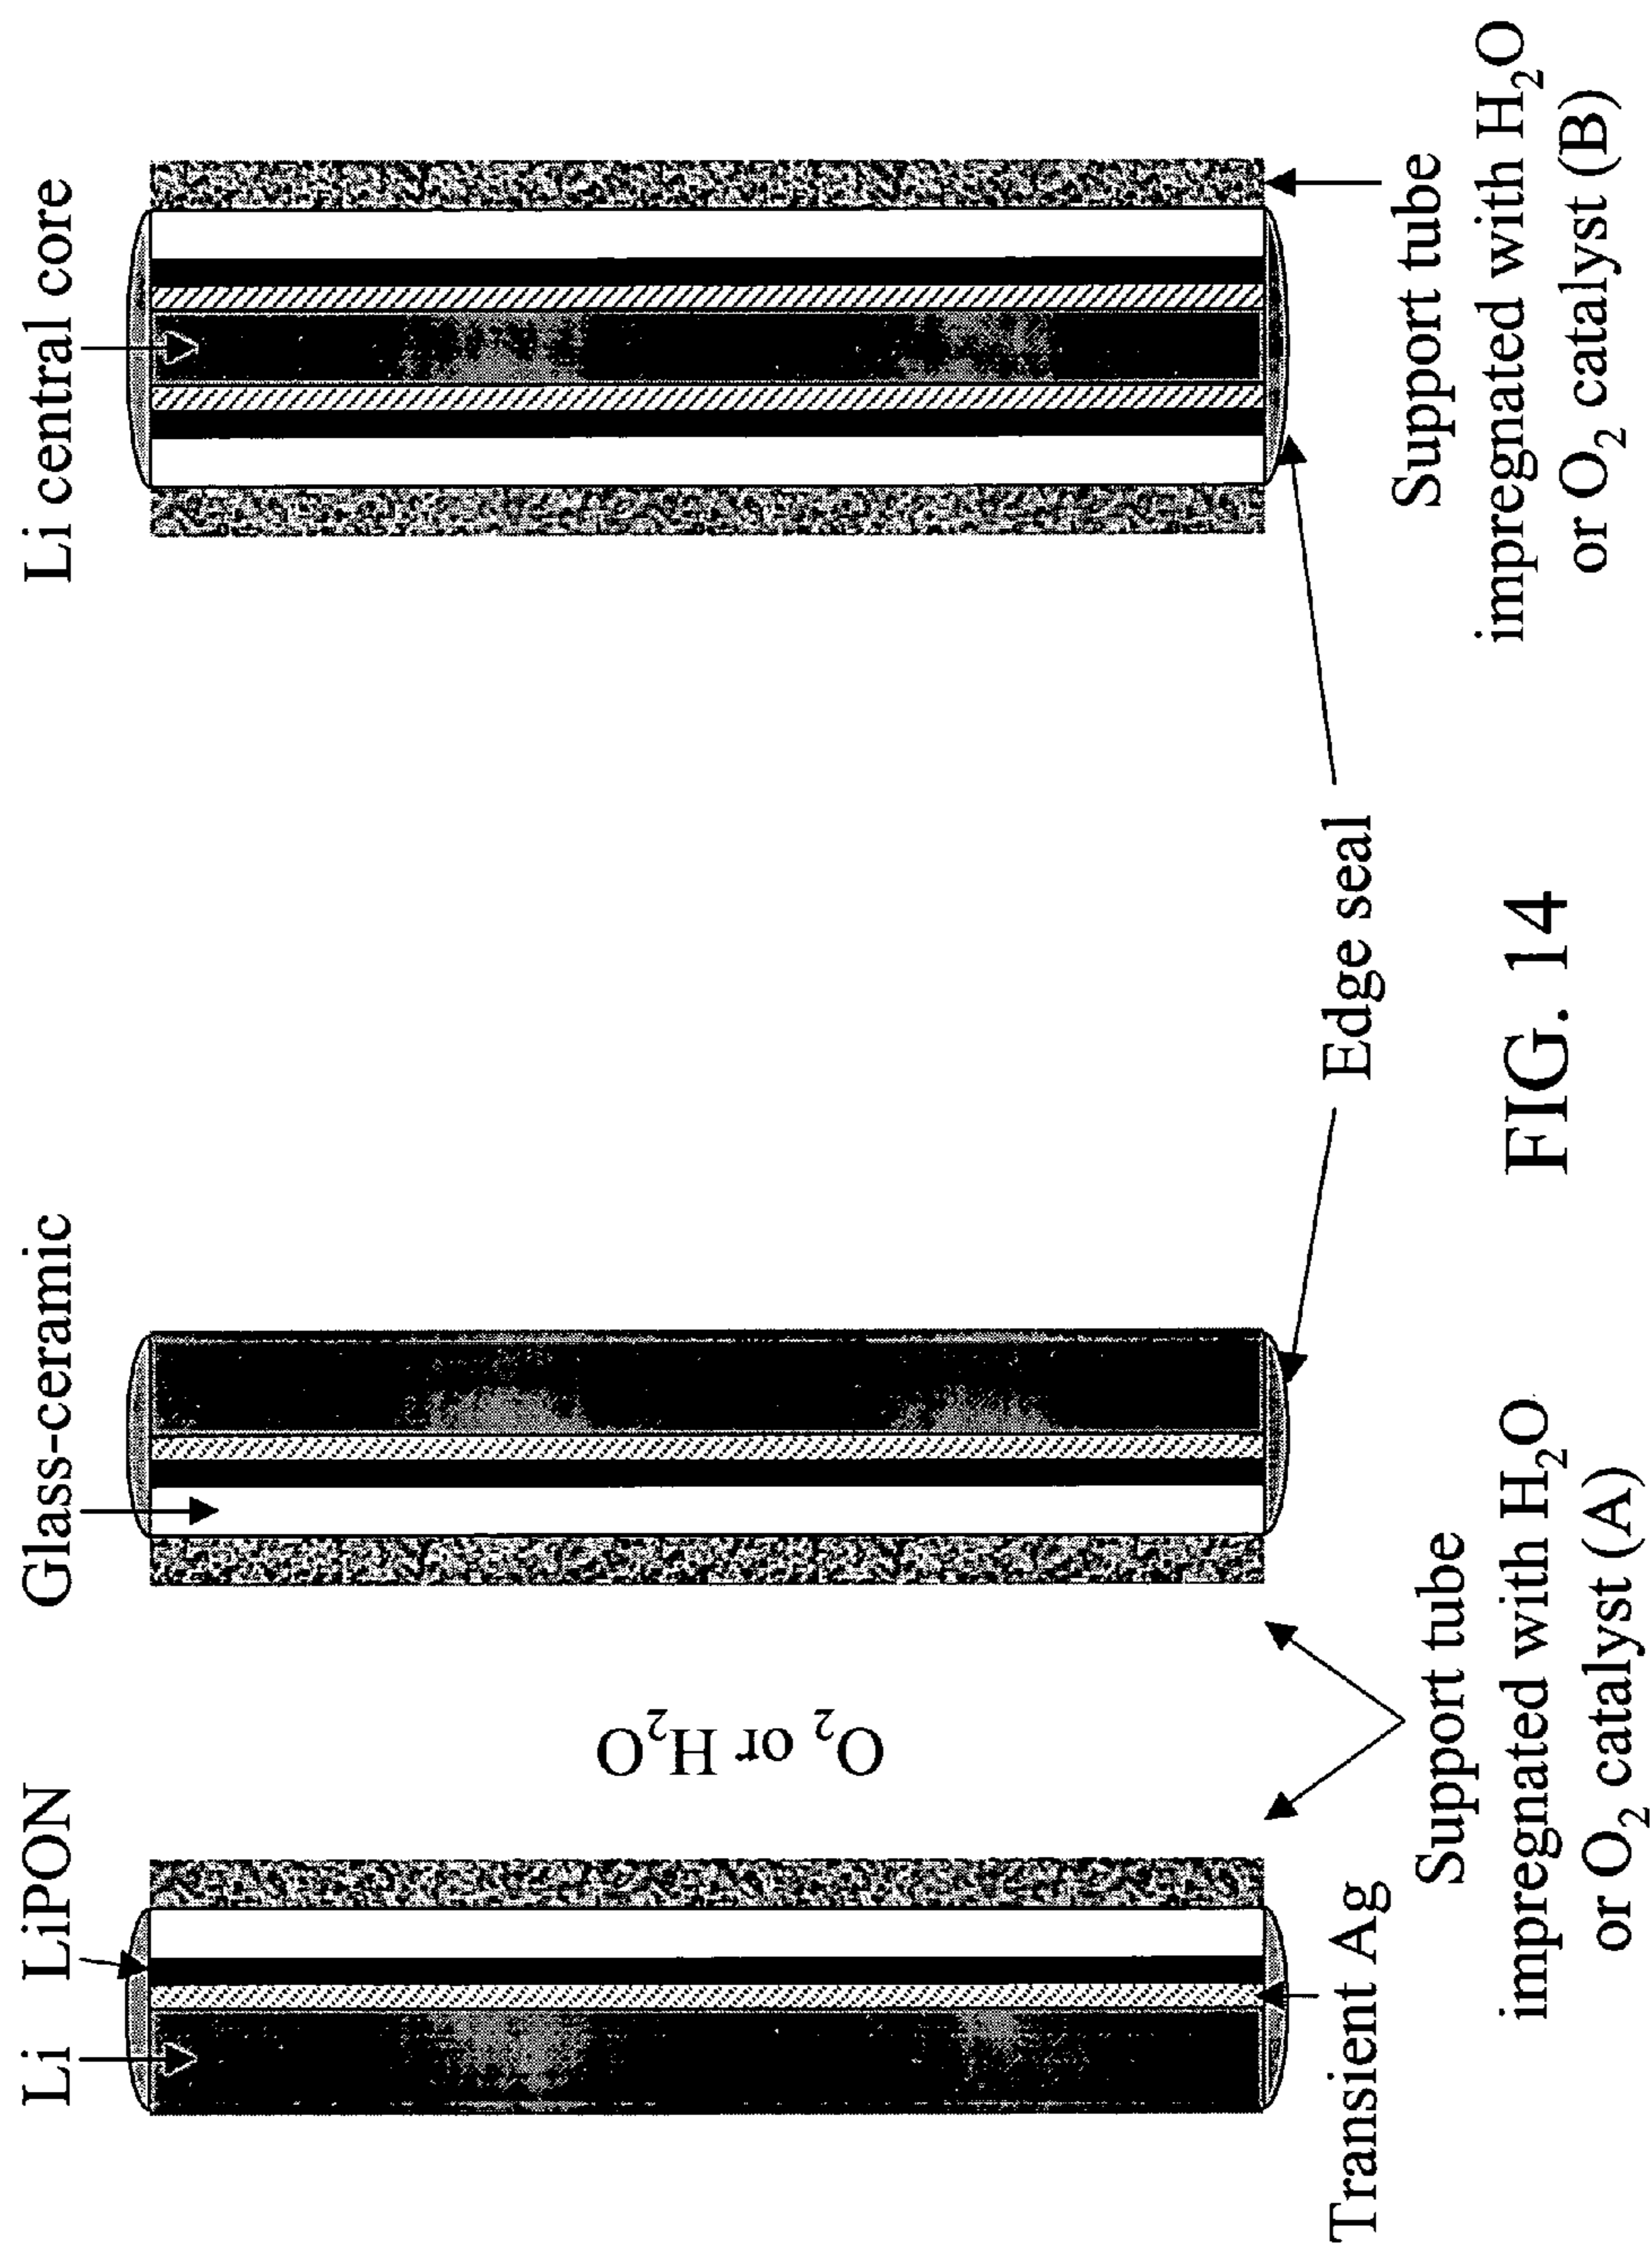 Li
LiPON
Glass-ceramic
Li central core
O₂ or H₂O
Transient Ag
Edge seal
Support tube
impregnated with H₂O
or O₂ catalyst (A)
Support tube
impregnated with H₂O
or O₂ catalyst (B)
FIG. 14